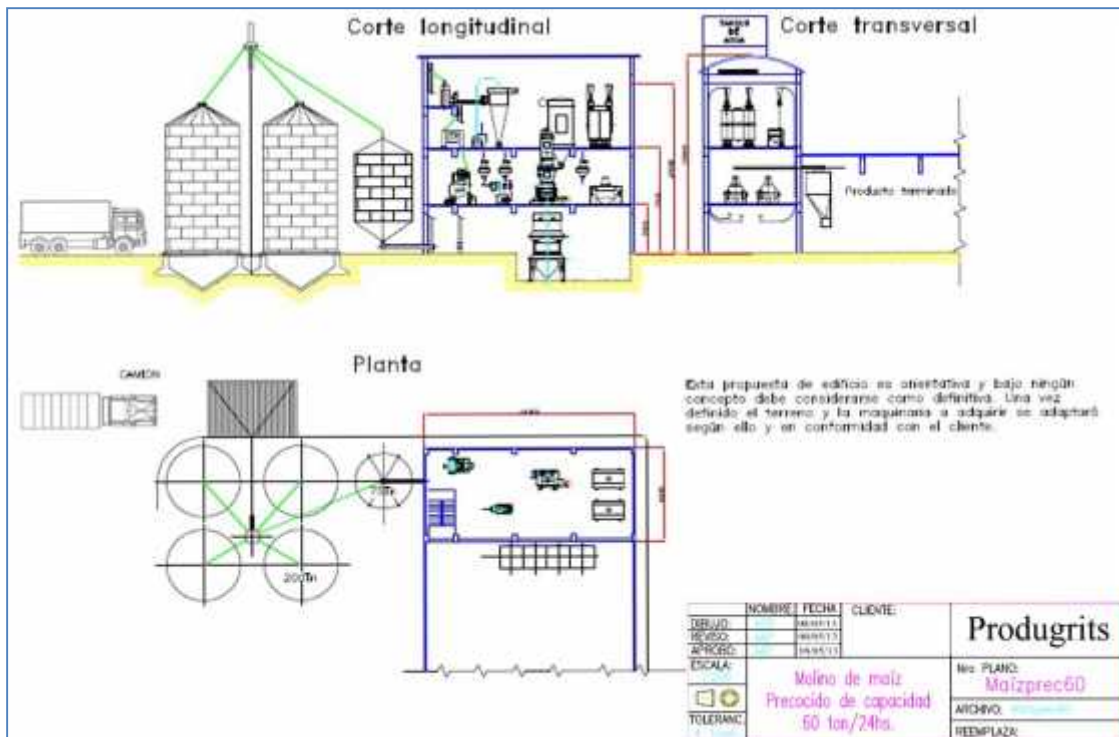 Corte longitudinal
TANQUE
DE
AGUA
Corte transversal
Producto terminado
Planta
CAMION
200Tn
Esta propuesta de edificio es orientativa y bajo ningún
concepto debe considerarse como definitiva. Una vez
definido el terreno y la maquinaria a adquirir se adaptará
según ello y en conformidad con el cliente.
NOMBRE FECHA CLIENTE:
DIBUJO:
REVISO:
APROBO:
Produgrits
ESCALA:
Molino de maíz
Precocido de capacidad
60 ton/24hs.
Nro PLANO:
Maízprec60
ARCHIVO:
TOLERANC.
REEMPLAZA: